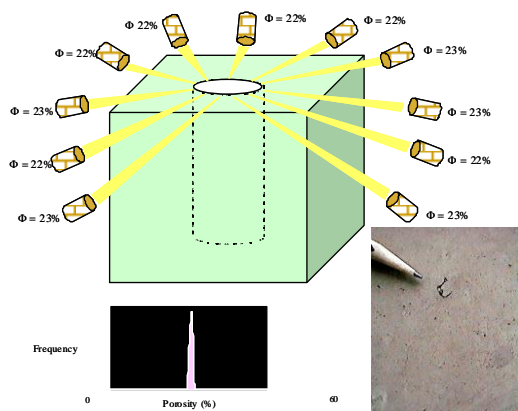 Φ = 22%
Φ = 22%
Φ = 22%
Φ = 22%
Φ = 23%
Φ = 23%
Φ = 23%
Φ = 22%
Φ = 22%
Φ = 23%
Φ = 23%
Frequency
0
Porosity (%)
60